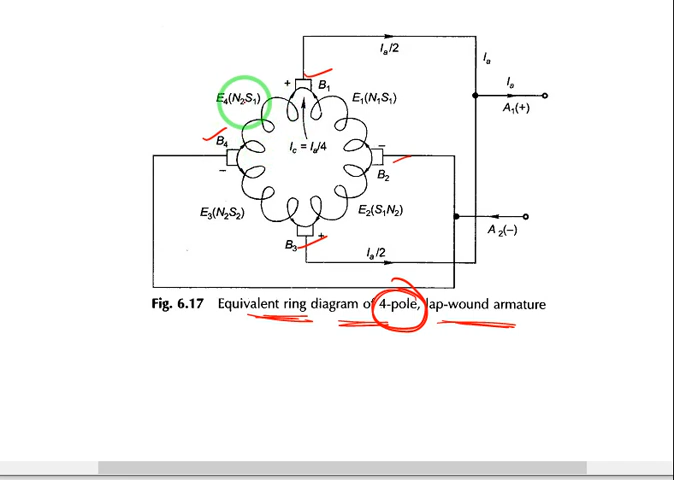 Ia/2
Ia
+ B1
Ia
E4(N2S1)
E1(N1S1)
A1(+)
B4
Ic = Ia/4
−
−
B2
E3(N2S2)
E2(S1N2)
A2(−)
B3 +
Ia/2
Fig. 6.17 Equivalent ring diagram of 4-pole, lap-wound armature